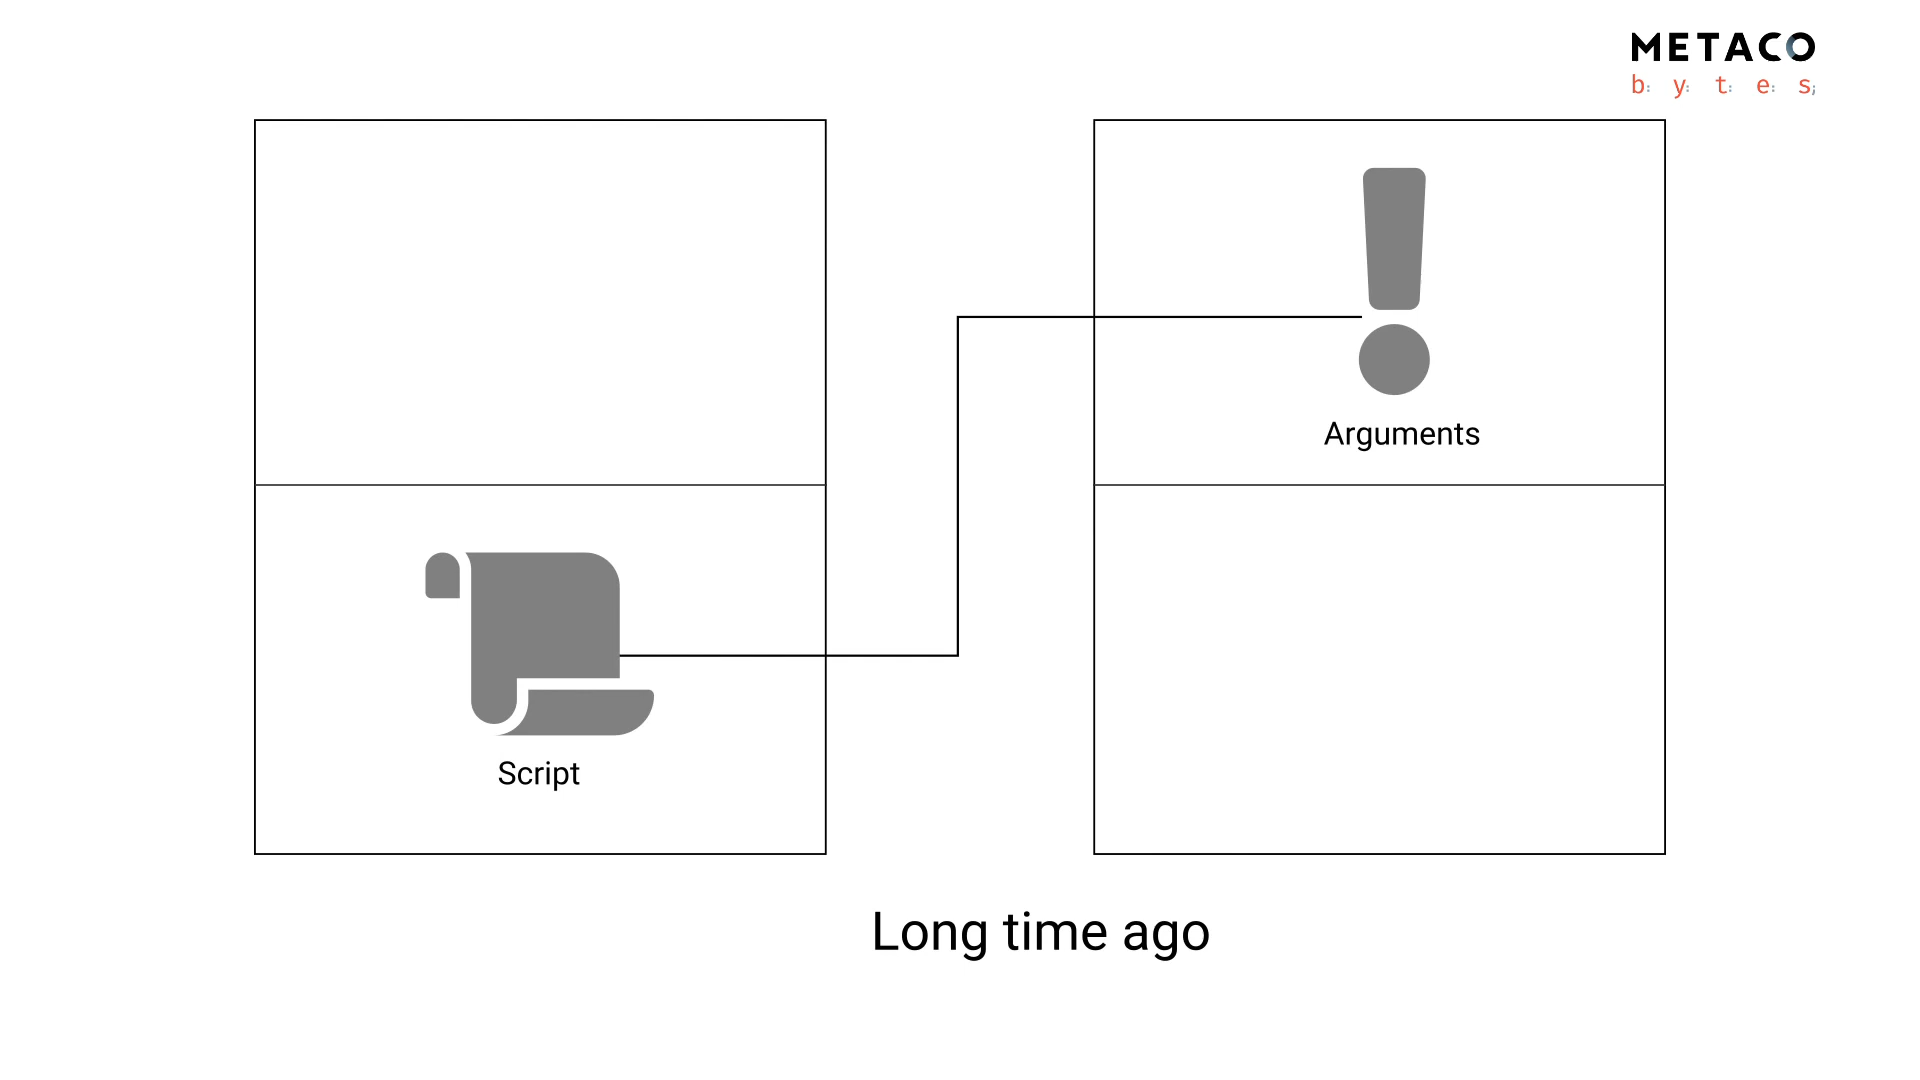 METACO
b: y: t: e: s;
Arguments
Script
Long time ago